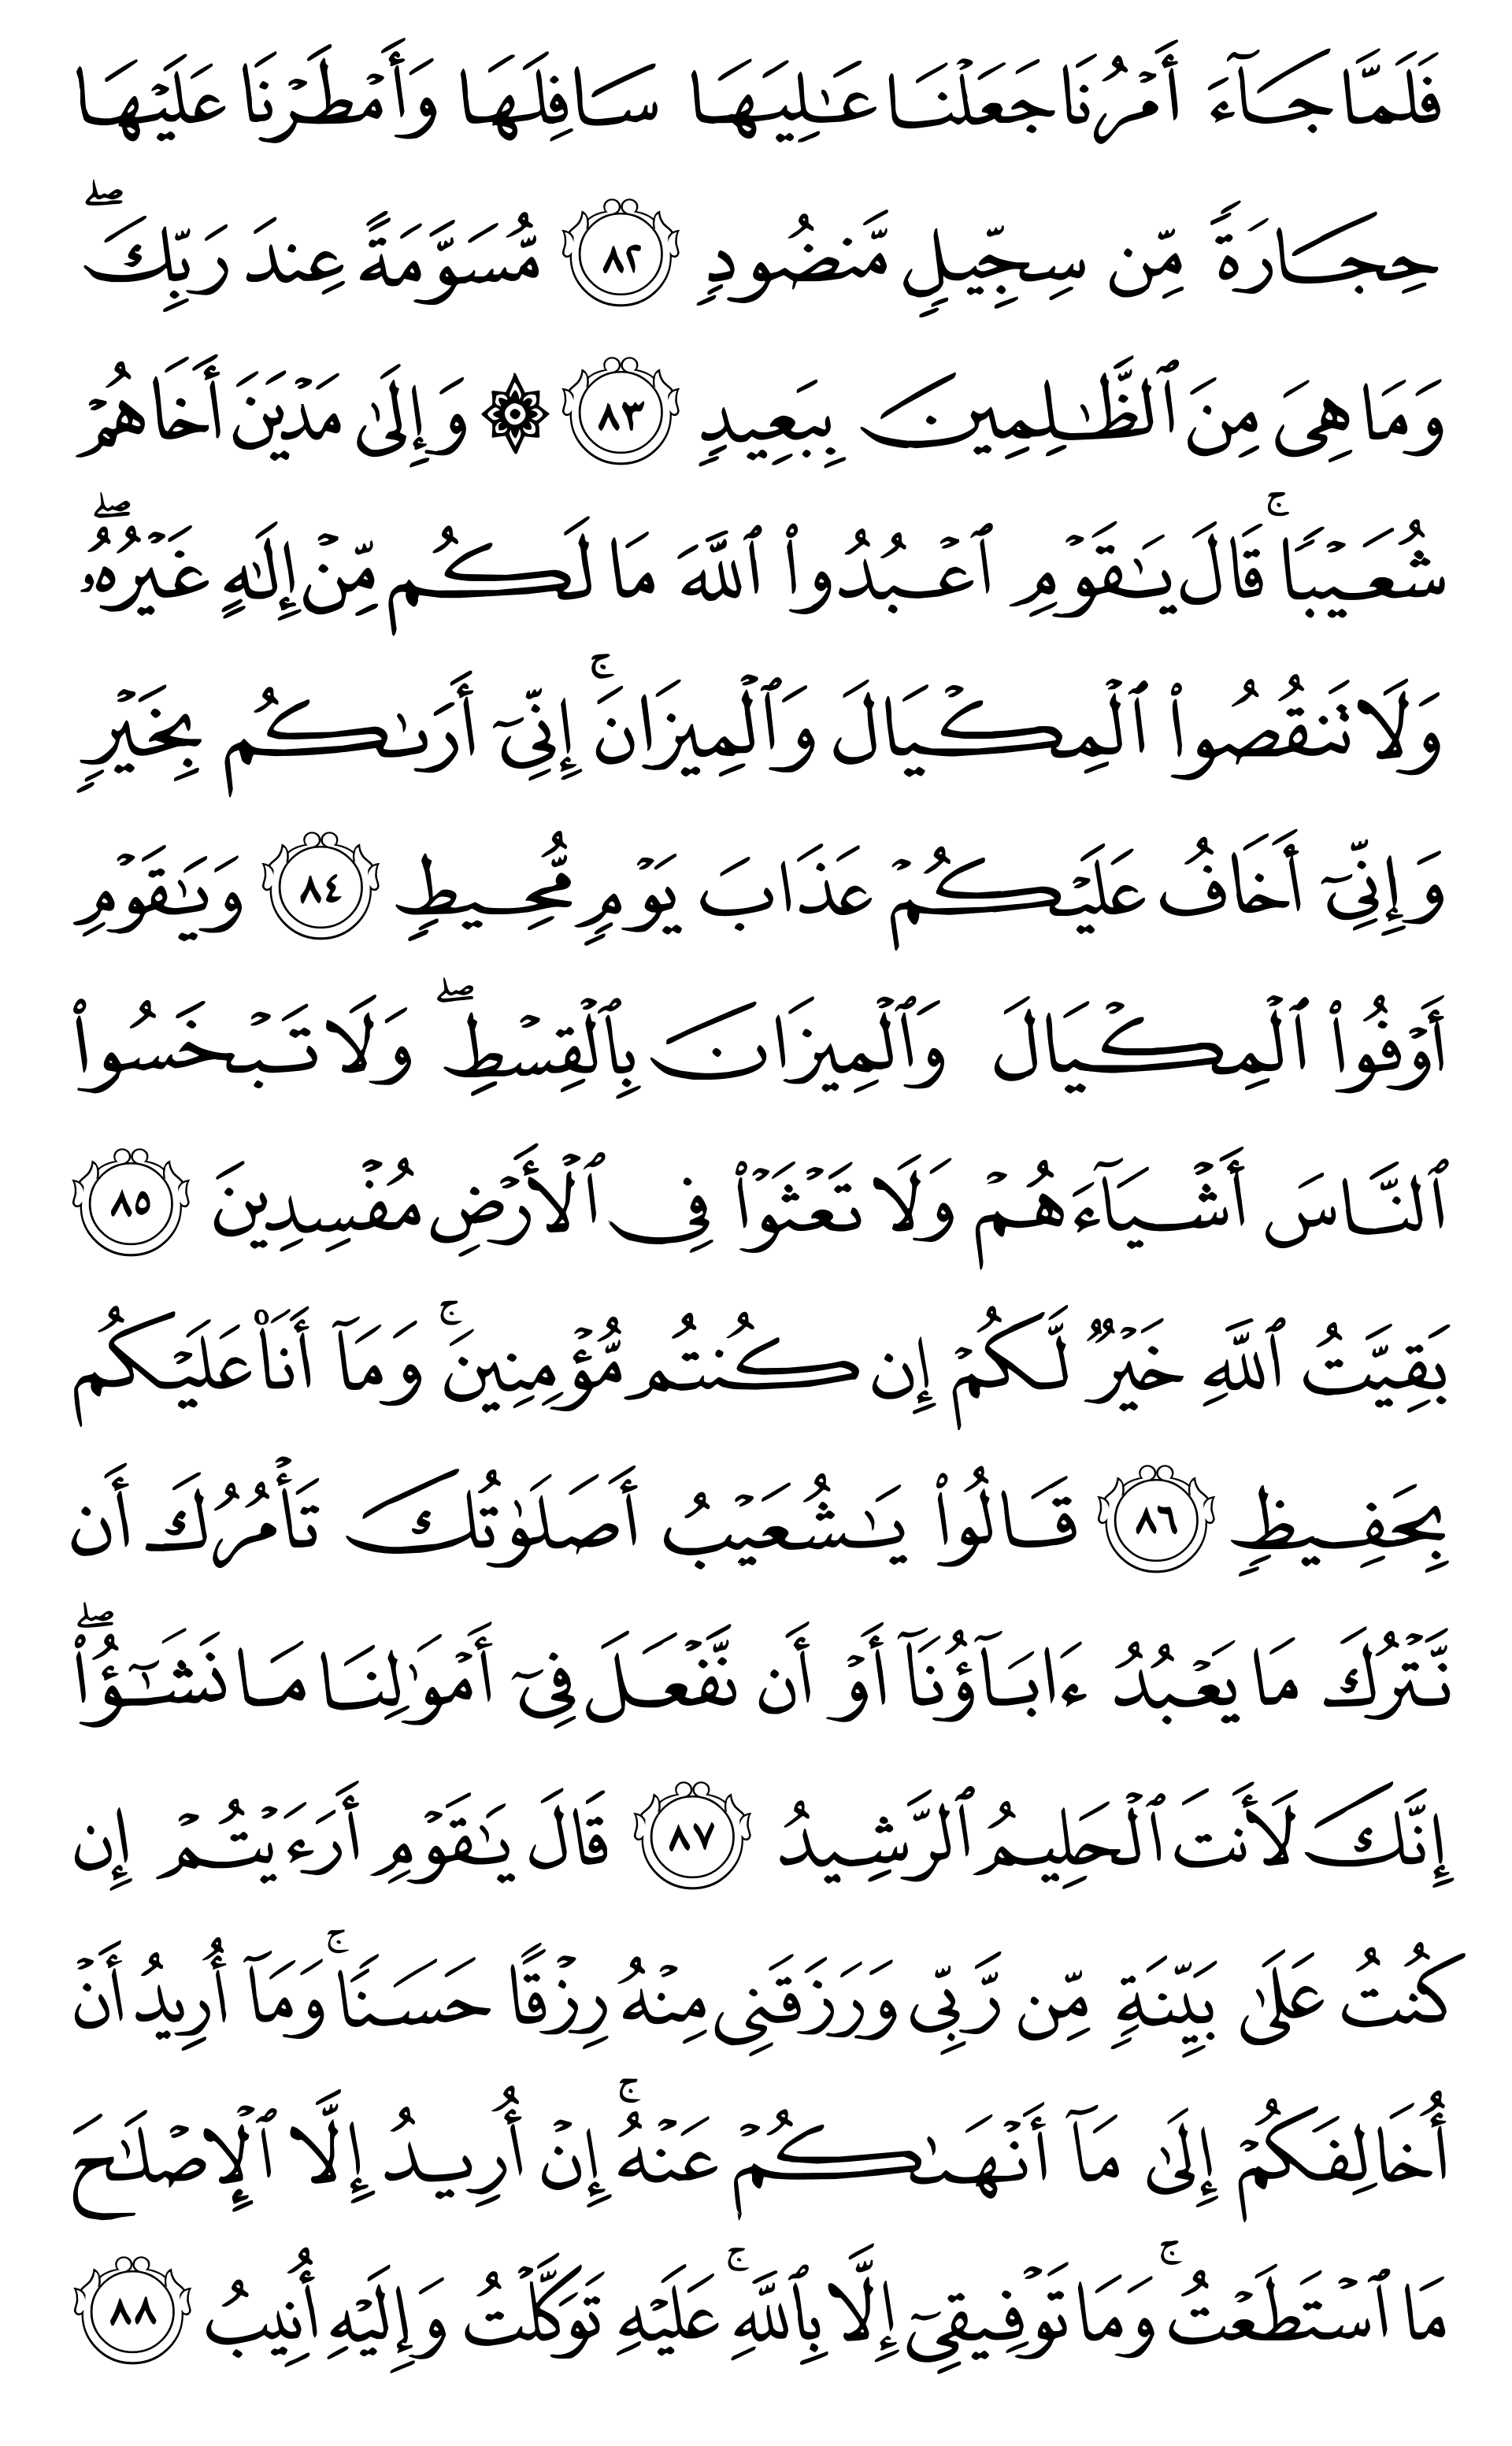 فَلَمَّا جَآءَ أَمۡرُنَا جَعَلۡنَا عَٰلِيَهَا سَافِلَهَا وَأَمۡطَرۡنَا عَلَيۡهَا
حِجَارَةٗ مِّن سِجِّيلٖ مَّنضُودٖ ٨٢ مُّسَوَّمَةً عِندَ رَبِّكَۖ
وَمَا هِيَ مِنَ ٱلظَّٰلِمِينَ بِبَعِيدٖ ٨٣ ۞ وَإِلَىٰ مَدۡيَنَ أَخَاهُمۡ
شُعَيۡبٗاۚ قَالَ يَٰقَوۡمِ ٱعۡبُدُواْ ٱللَّهَ مَا لَكُم مِّنۡ إِلَٰهٍ غَيۡرُهُۥۖ
وَلَا تَنقُصُواْ ٱلۡمِكۡيَالَ وَٱلۡمِيزَانَۚ إِنِّيٓ أَرَىٰكُم بِخَيۡرٖ
وَإِنِّيٓ أَخَافُ عَلَيۡكُمۡ عَذَابَ يَوۡمٖ مُّحِيطٖ ٨٤ وَيَٰقَوۡمِ
أَوۡفُواْ ٱلۡمِكۡيَالَ وَٱلۡمِيزَانَ بِٱلۡقِسۡطِۖ وَلَا تَبۡخَسُواْ
ٱلنَّاسَ أَشۡيَآءَهُمۡ وَلَا تَعۡثَوۡاْ فِي ٱلۡأَرۡضِ مُفۡسِدِينَ ٨٥
بَقِيَّتُ ٱللَّهِ خَيۡرٞ لَّكُمۡ إِن كُنتُم مُّؤۡمِنِينَۚ وَمَآ أَنَا۠ عَلَيۡكُم
بِحَفِيظٖ ٨٦ قَالُواْ يَٰشُعَيۡبُ أَصَلَوٰتُكَ تَأۡمُرُكَ أَن
نَّتۡرُكَ مَا يَعۡبُدُ ءَابَآؤُنَآ أَوۡ أَن نَّفۡعَلَ فِيٓ أَمۡوَٰلِنَا مَا نَشَٰٓؤُاْۖ
إِنَّكَ لَأَنتَ ٱلۡحَلِيمُ ٱلرَّشِيدُ ٨٧ قَالَ يَٰقَوۡمِ أَرَءَيۡتُمۡ إِن
كُنتُ عَلَىٰ بَيِّنَةٖ مِّن رَّبِّي وَرَزَقَنِي مِنۡهُ رِزۡقًا حَسَنٗاۚ وَمَآ أُرِيدُ أَنۡ
أُخَالِفَكُمۡ إِلَىٰ مَآ أَنۡهَىٰكُمۡ عَنۡهُۚ إِنۡ أُرِيدُ إِلَّا ٱلۡإِصۡلَٰحَ
مَا ٱسۡتَطَعۡتُۚ وَمَا تَوۡفِيقِيٓ إِلَّا بِٱللَّهِۚ عَلَيۡهِ تَوَكَّلۡتُ وَإِلَيۡهِ أُنِيبُ ٨٨